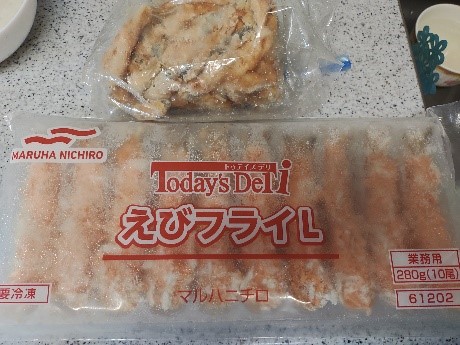 MARUHA NICHIRO
トゥデイズデリ
Today's Deli
えびフライL
業務用
280g(10尾)
61202
要冷凍
マルハニチロ